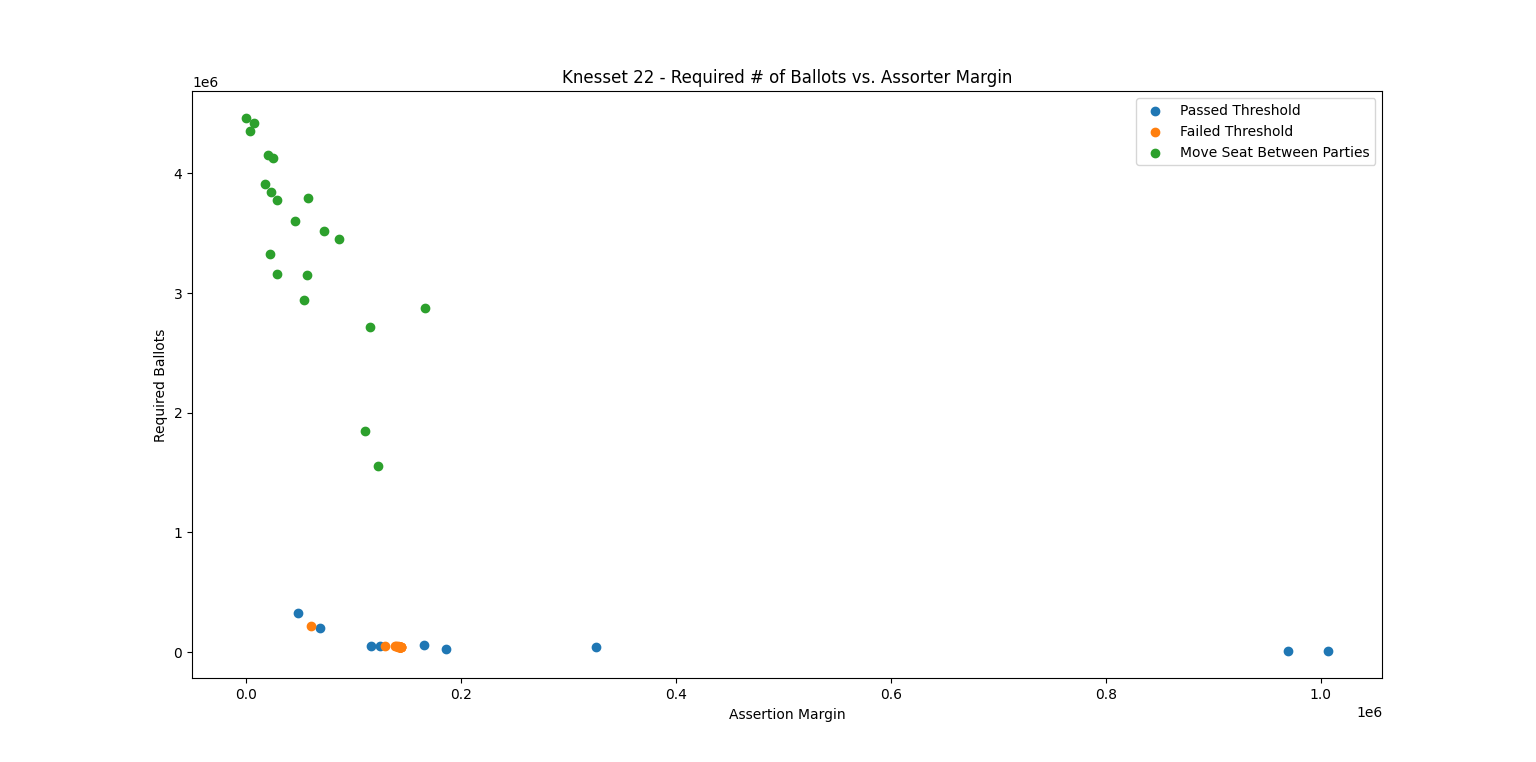 Knesset 22 - Required # of Ballots vs. Assorter Margin
1e6
Passed Threshold
Failed Threshold
Move Seat Between Parties
4
3
2
1
0
Required Ballots
0.0 0.2 0.4 0.6 0.8 1.0
1e6
Assertion Margin